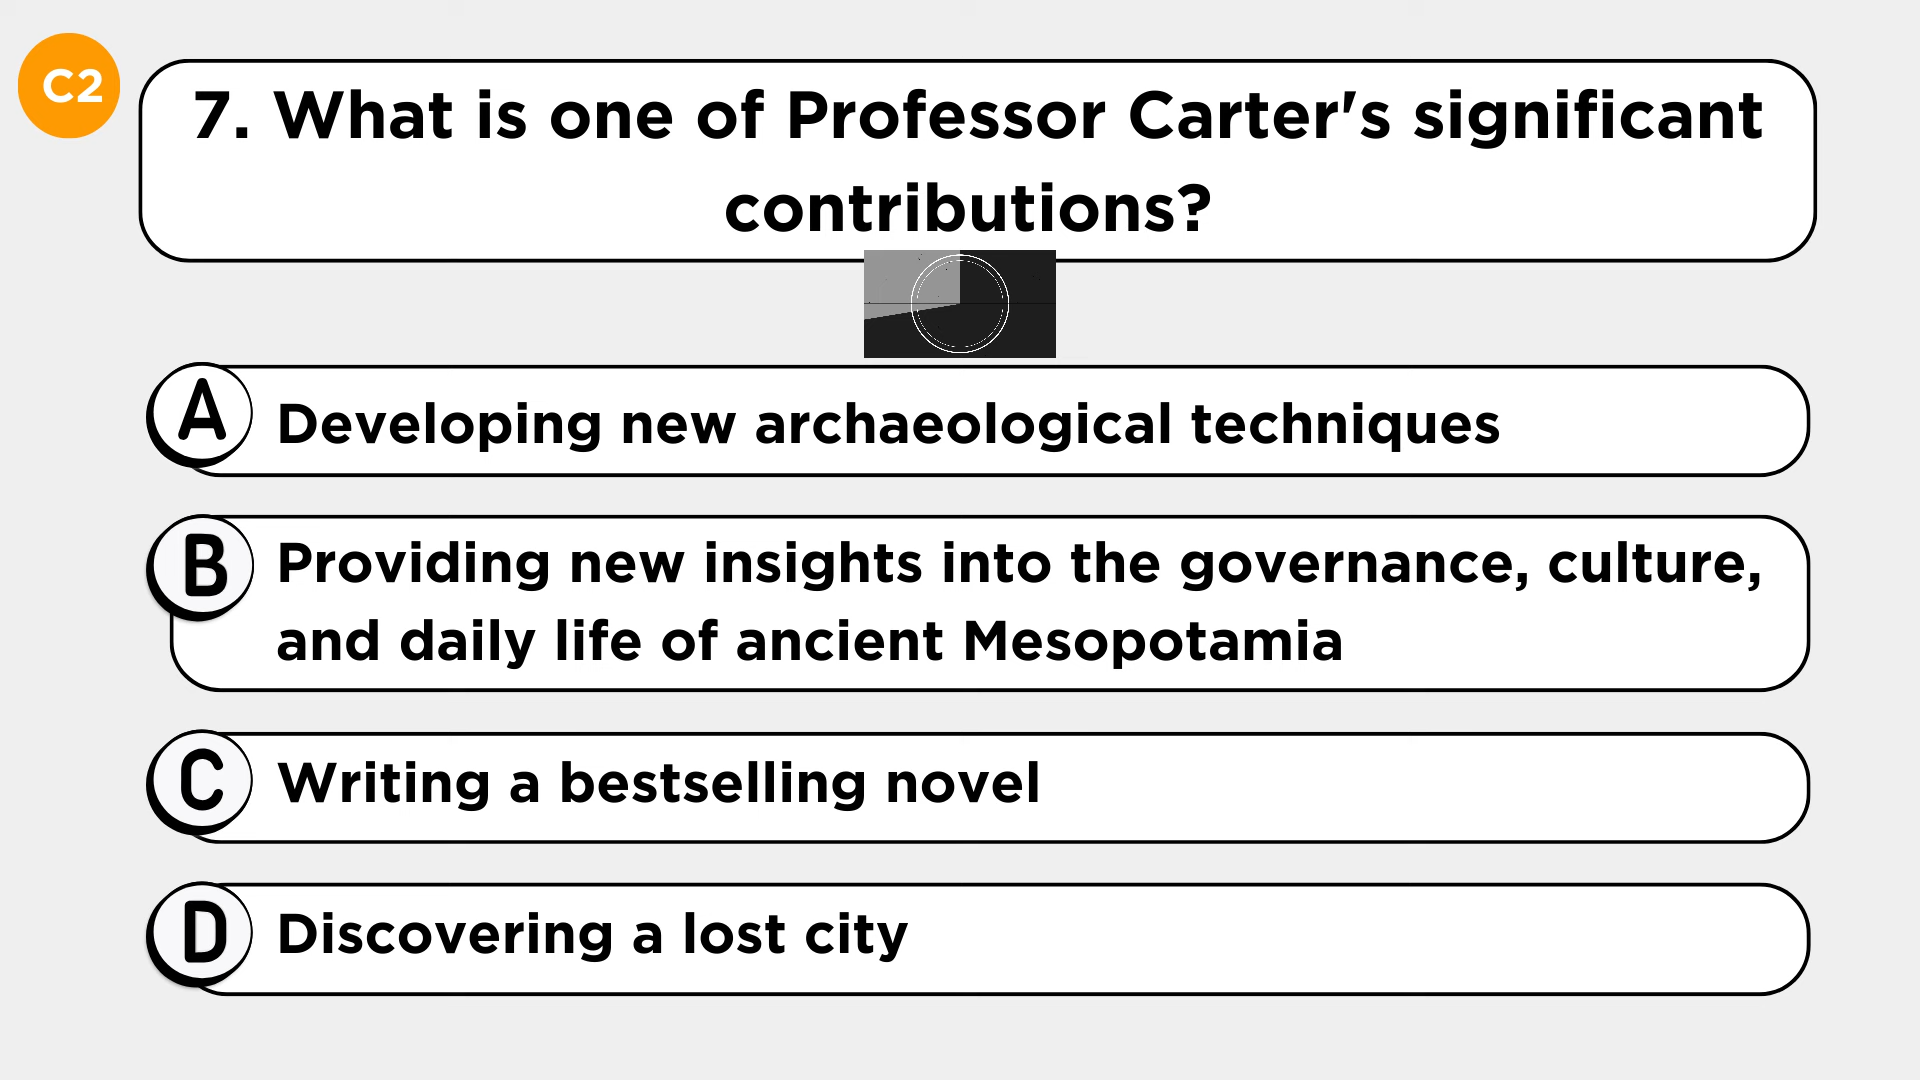 C2
7. What is one of Professor Carter's significant
contributions?
A
Developing new archaeological techniques
B
Providing new insights into the governance, culture,
and daily life of ancient Mesopotamia
C
Writing a bestselling novel
D
Discovering a lost city